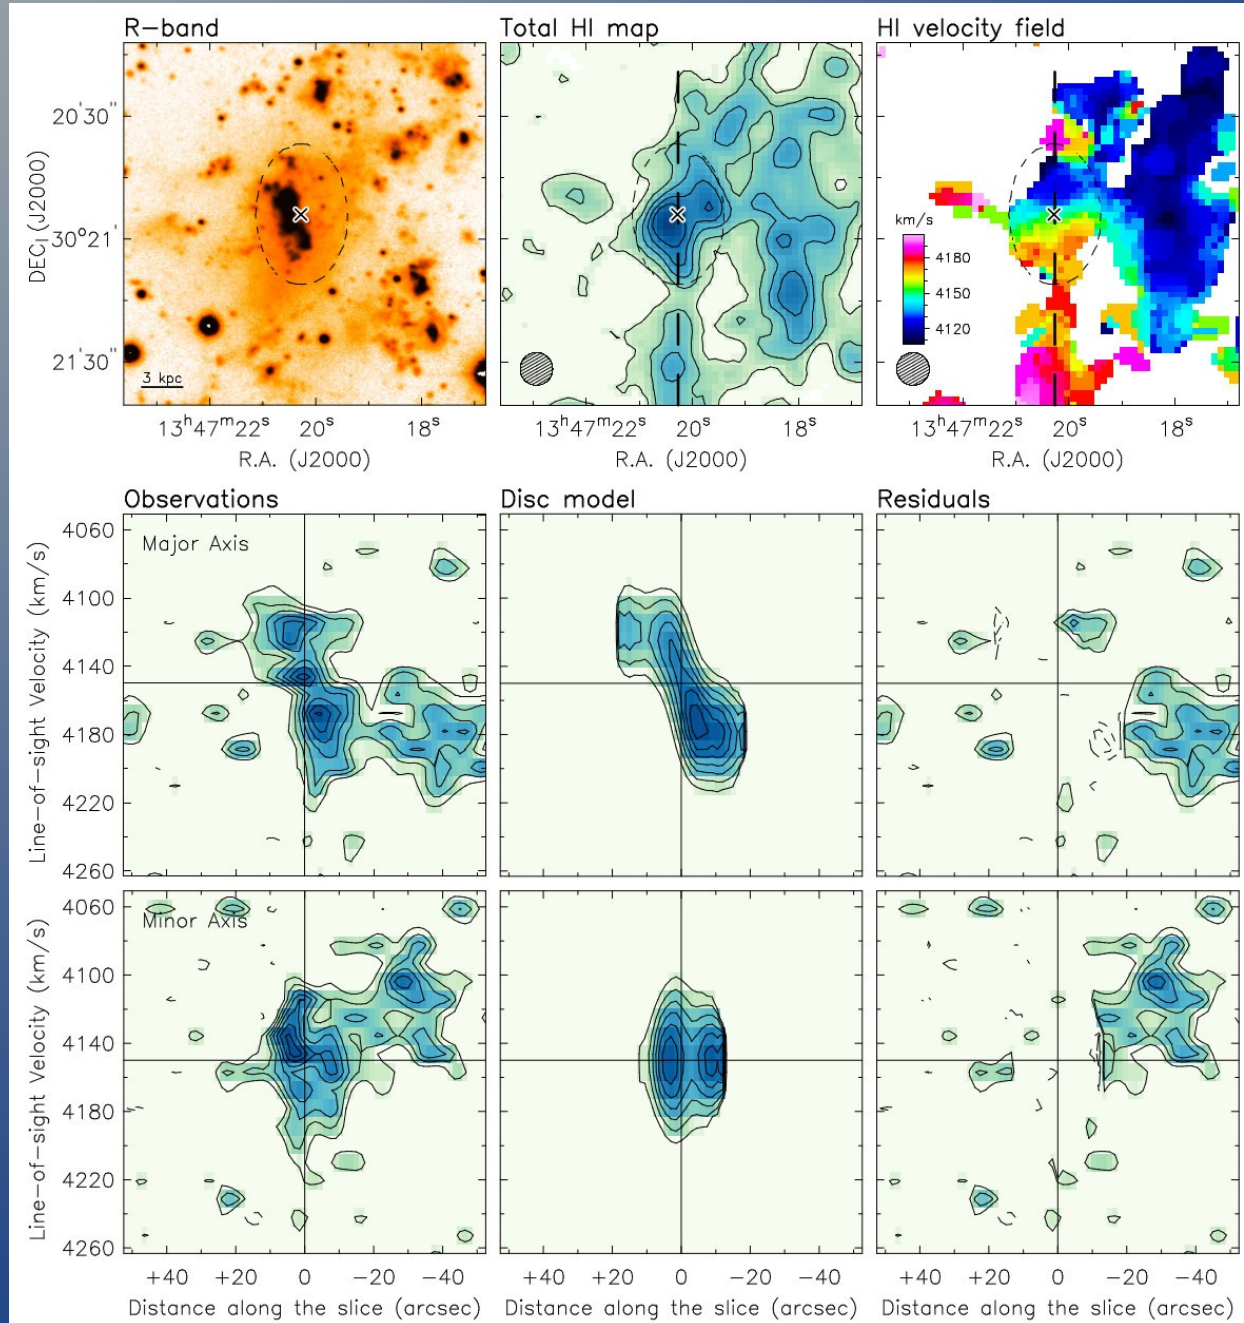 R-band
Total HI map
HI velocity field
DECl (J2000)
20'30"
30°21'
21'30"
3 kpc
km/s
4180
4150
4120
13h47m22s 20s 18s
13h47m22s 20s 18s
13h47m22s 20s 18s
R.A. (J2000)
R.A. (J2000)
R.A. (J2000)
Observations
Disc model
Residuals
Line-of-sight Velocity (km/s)
4060
4100
4140
4180
4220
4260
Major Axis
Line-of-sight Velocity (km/s)
4060
4100
4140
4180
4220
4260
Minor Axis
+40 +20 0 -20 -40
+40 +20 0 -20 -40
+40 +20 0 -20 -40
Distance along the slice (arcsec)
Distance along the slice (arcsec)
Distance along the slice (arcsec)